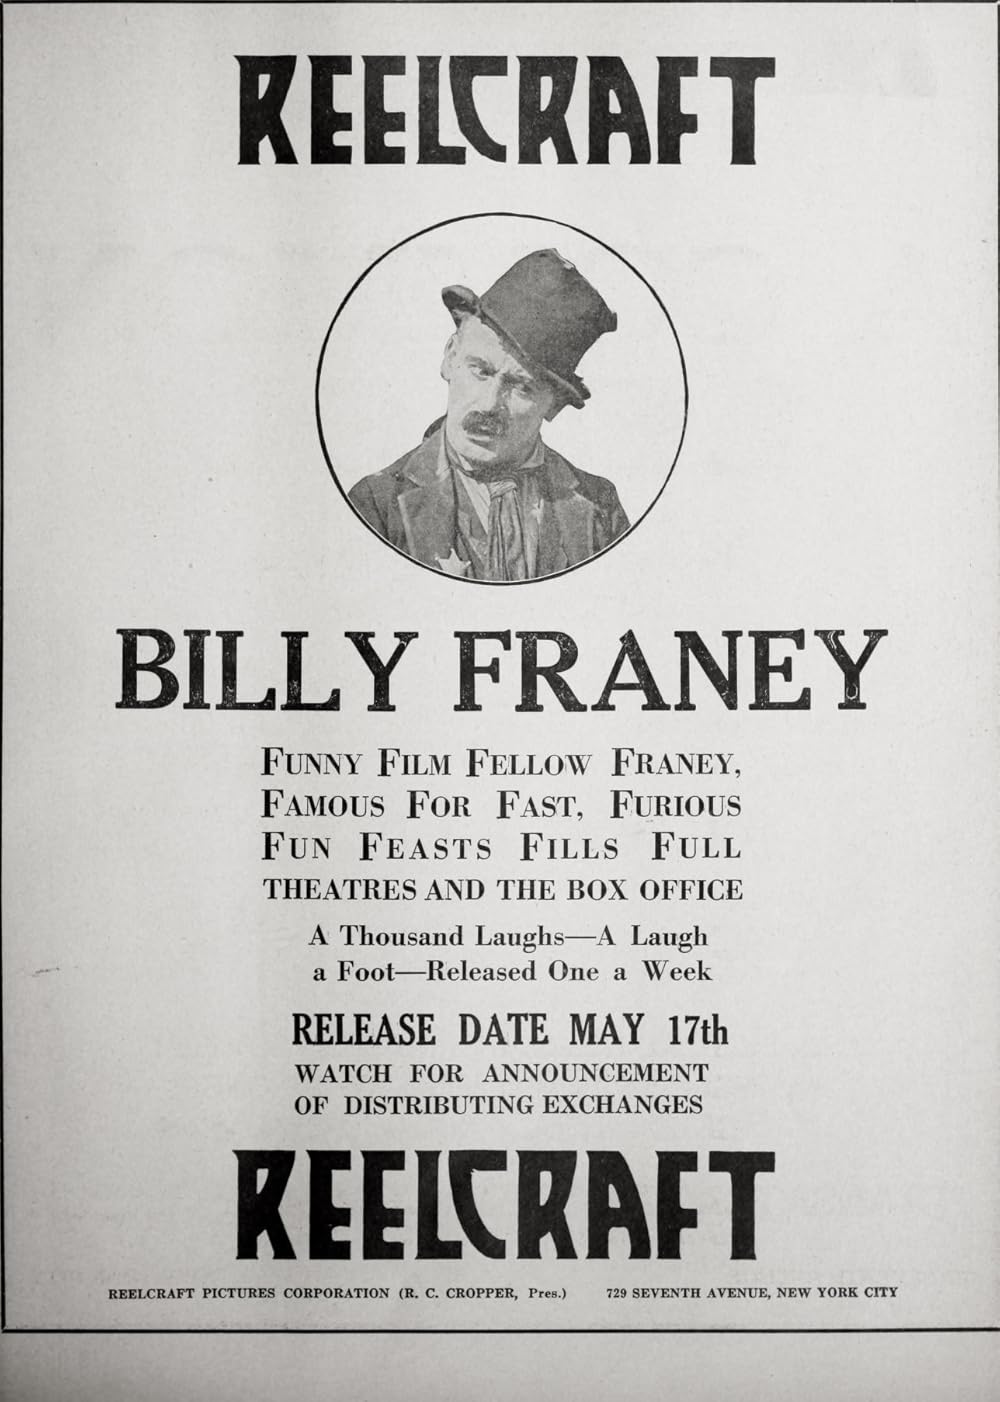 REELCRAFT
BILLY FRANEY
FUNNY FILM FELLOW FRANEY,
FAMOUS FOR FAST, FURIOUS
FUN FEASTS FILLS FULL
THEATRES AND THE BOX OFFICE
A Thousand Laughs—A Laugh
a Foot—Released One a Week
RELEASE DATE MAY 17th
WATCH FOR ANNOUNCEMENT
OF DISTRIBUTING EXCHANGES
REELCRAFT
REELCRAFT PICTURES CORPORATION (R. C. CROPPER, Pres.) 729 SEVENTH AVENUE, NEW YORK CITY